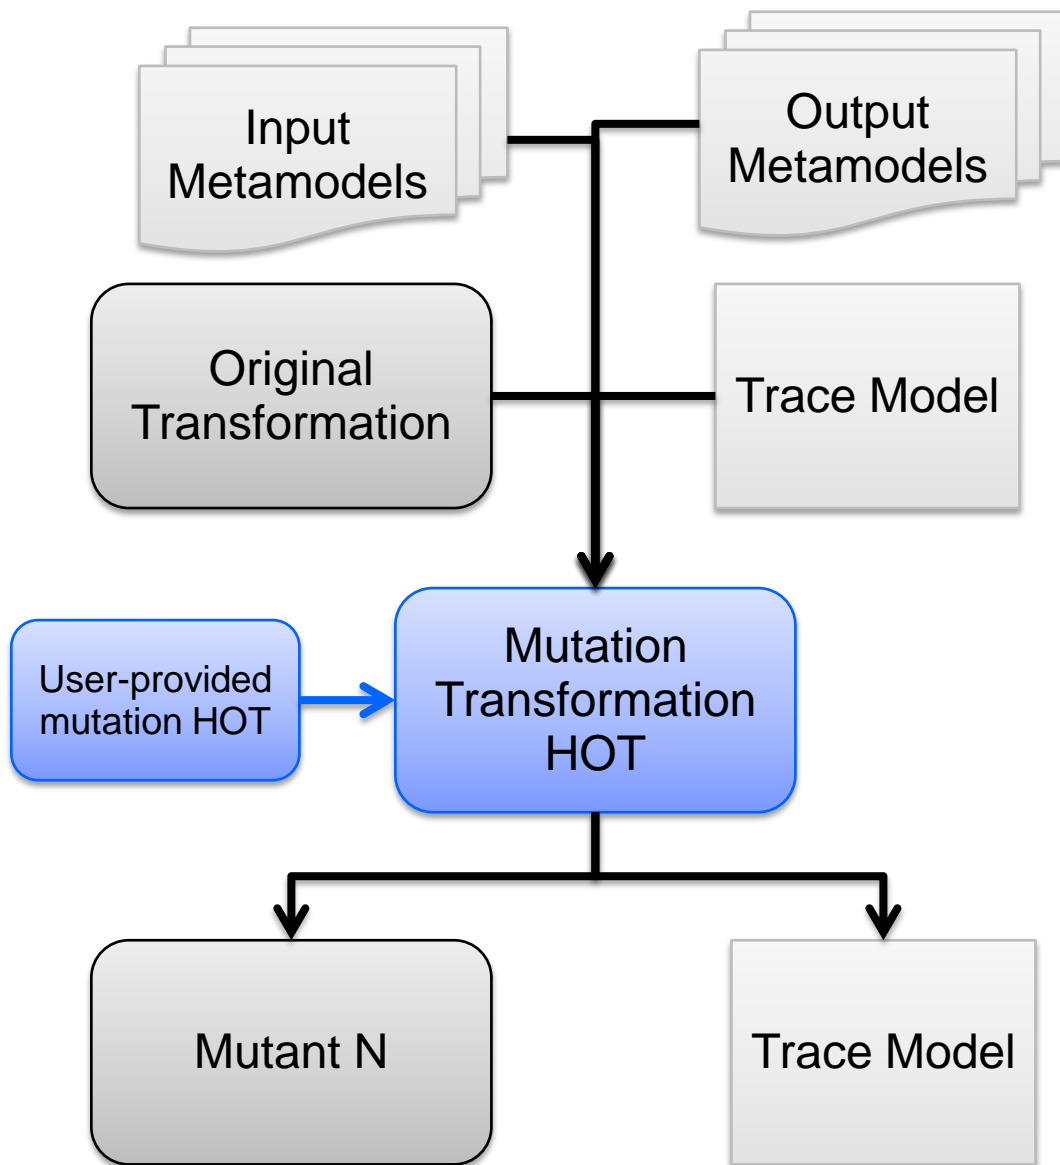 Input
Metamodels
Output
Metamodels
Original
Transformation
Trace Model
User-provided
mutation HOT
Mutation
Transformation
HOT
Mutant N
Trace Model